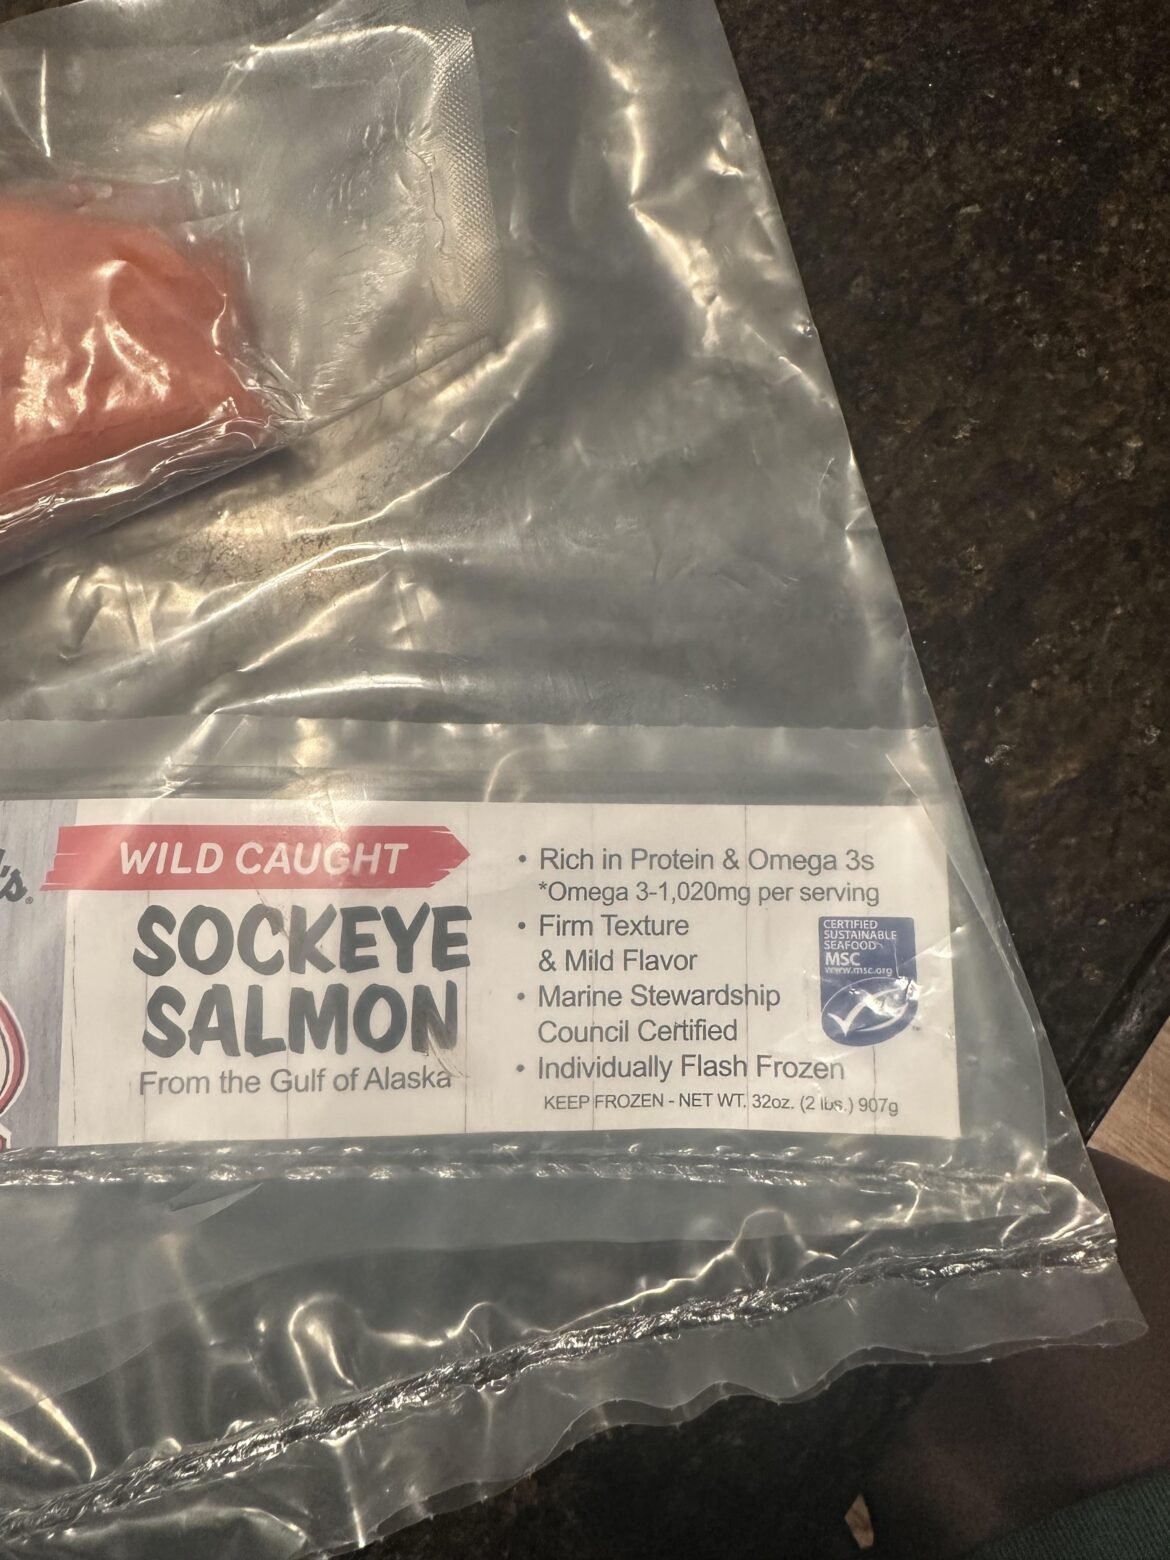 WILD CAUGHT
SOCKEYE
SALMON
From the Gulf of Alaska
• Rich in Protein & Omega 3s
*Omega 3-1,020mg per serving
• Firm Texture
& Mild Flavor
• Marine Stewardship
Council Certified
• Individually Flash Frozen
KEEP FROZEN - NET WT. 32oz. (2 lbs.) 907g
CERTIFIED
SUSTAINABLE
SEAFOOD
MSC
www.msc.org
™